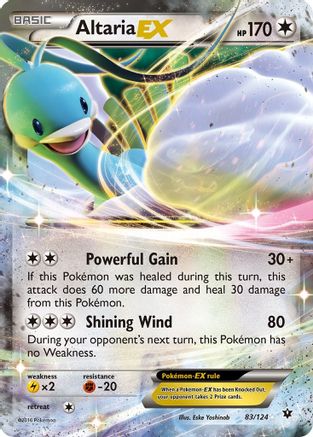 BASIC
Altaria EX HP 170
Powerful Gain 30+
If this Pokémon was healed during this turn, this
attack does 60 more damage and heal 30 damage
from this Pokémon.
Shining Wind 80
During your opponent's next turn, this Pokémon has
no Weakness.
weakness resistance
×2 -20
Pokémon-EX rule
When a Pokémon-EX has been Knocked Out,
your opponent takes 2 Prize cards.
retreat
©2016 Pokémon
Illus. Eske Yoshinob
83/124